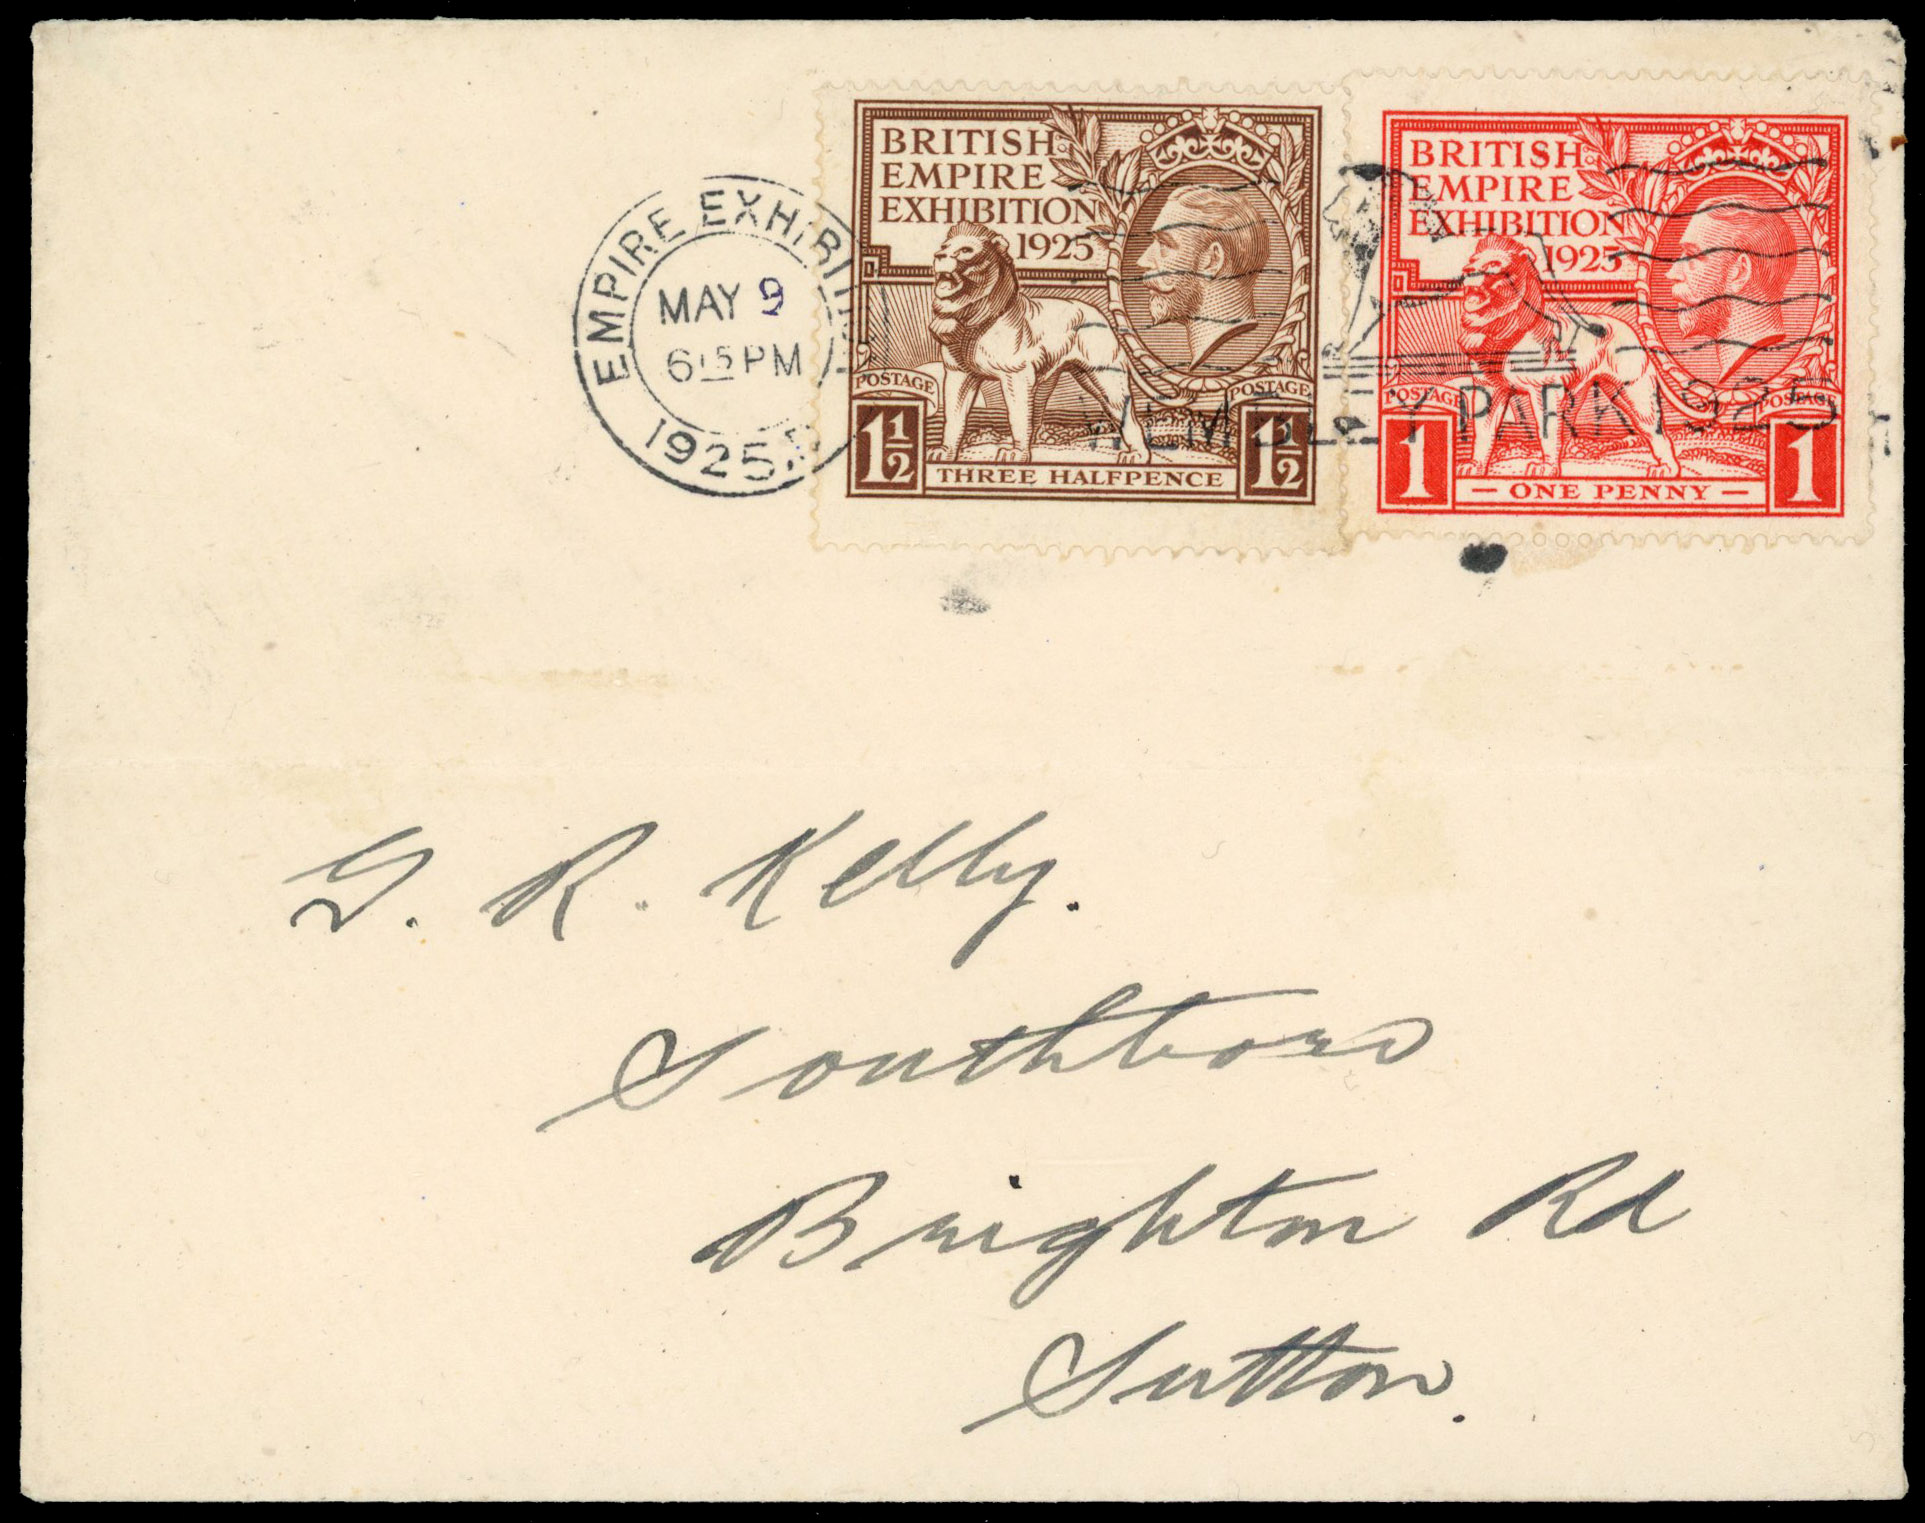 BRITISH
EMPIRE
EXHIBITION
1925
POSTAGE POSTAGE
1½ THREE HALFPENCE 1½
BRITISH
EMPIRE
EXHIBITION
1925
POSTAGE POSTAGE
1 — ONE PENNY — 1
EMPIRE EXHIBITION
MAY 9
6 15 PM
1925
WEMBLEY PARK 1925
G. R. Kelly.
Southboro
Brighton Rd
Sutton.